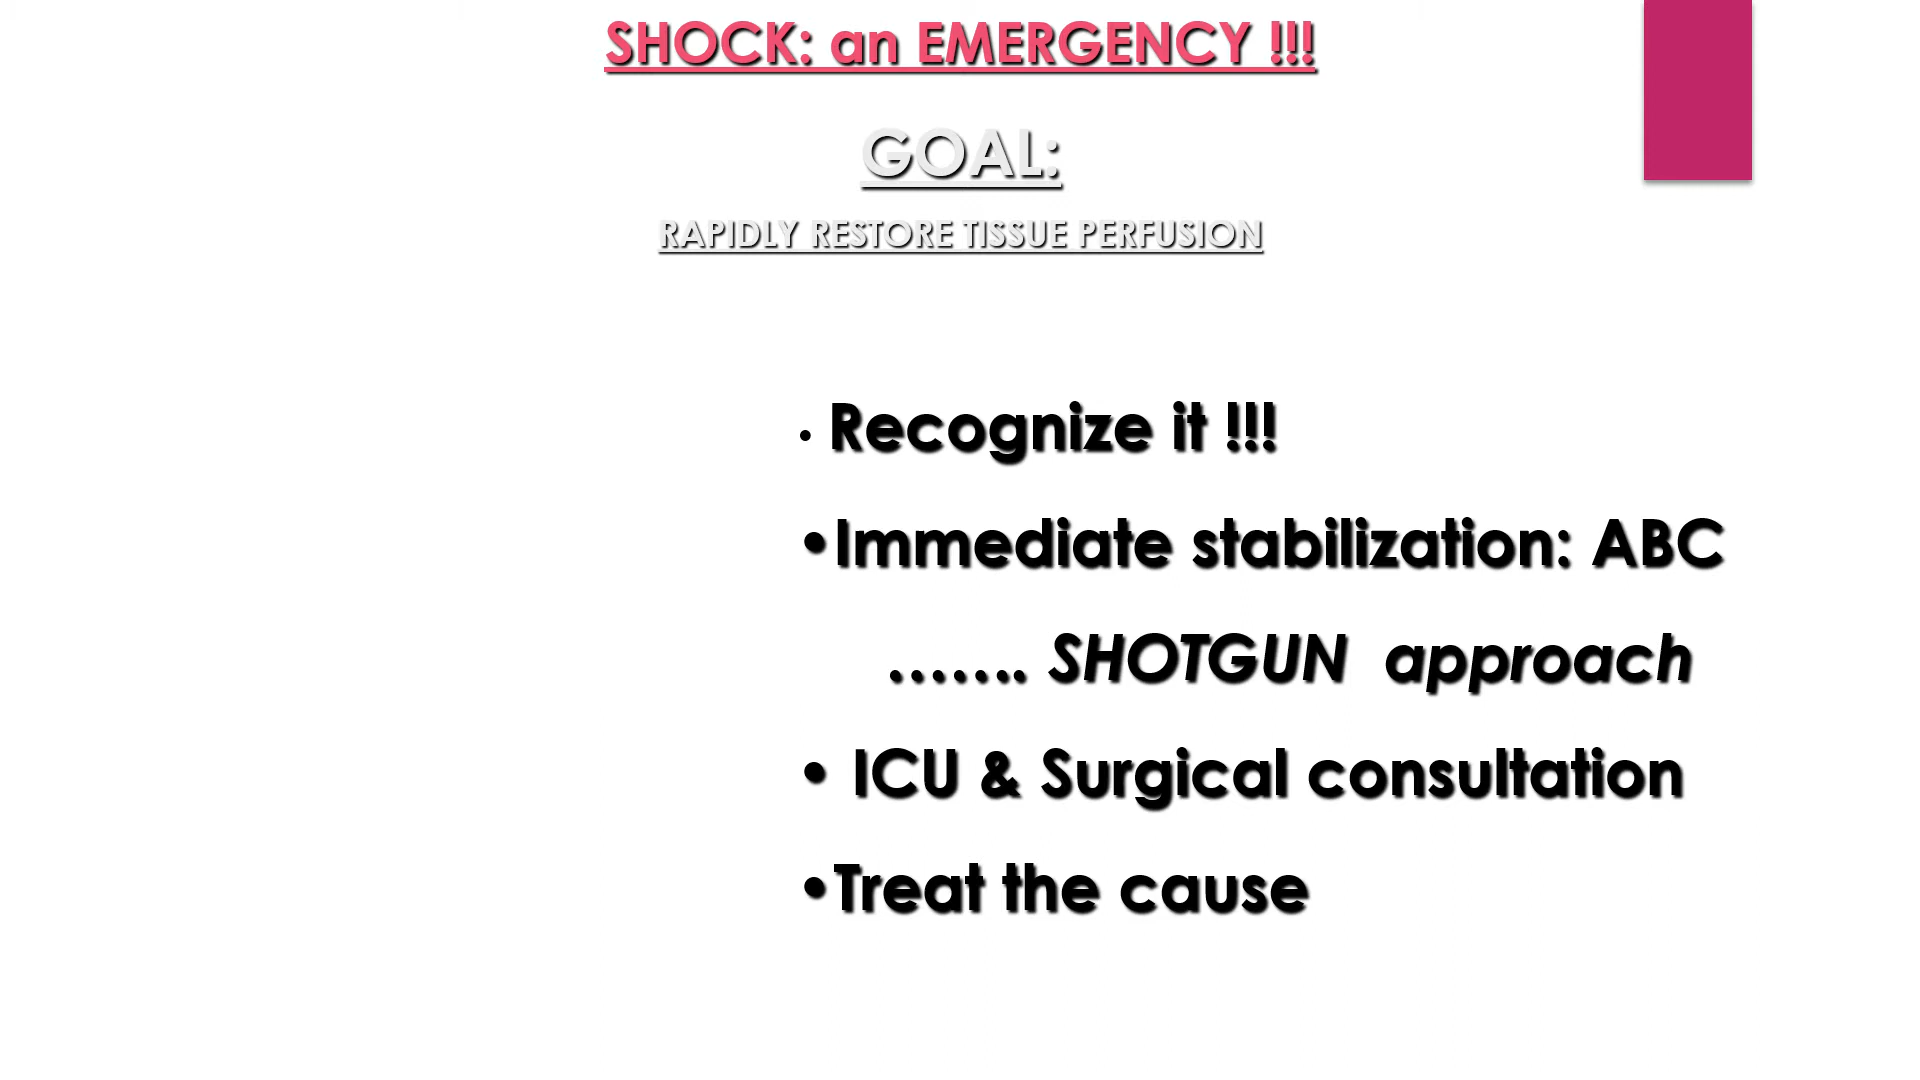 SHOCK: an EMERGENCY !!!
GOAL:
RAPIDLY RESTORE TISSUE PERFUSION
• Recognize it !!!
•Immediate stabilization: ABC
....... SHOTGUN approach
• ICU & Surgical consultation
•Treat the cause